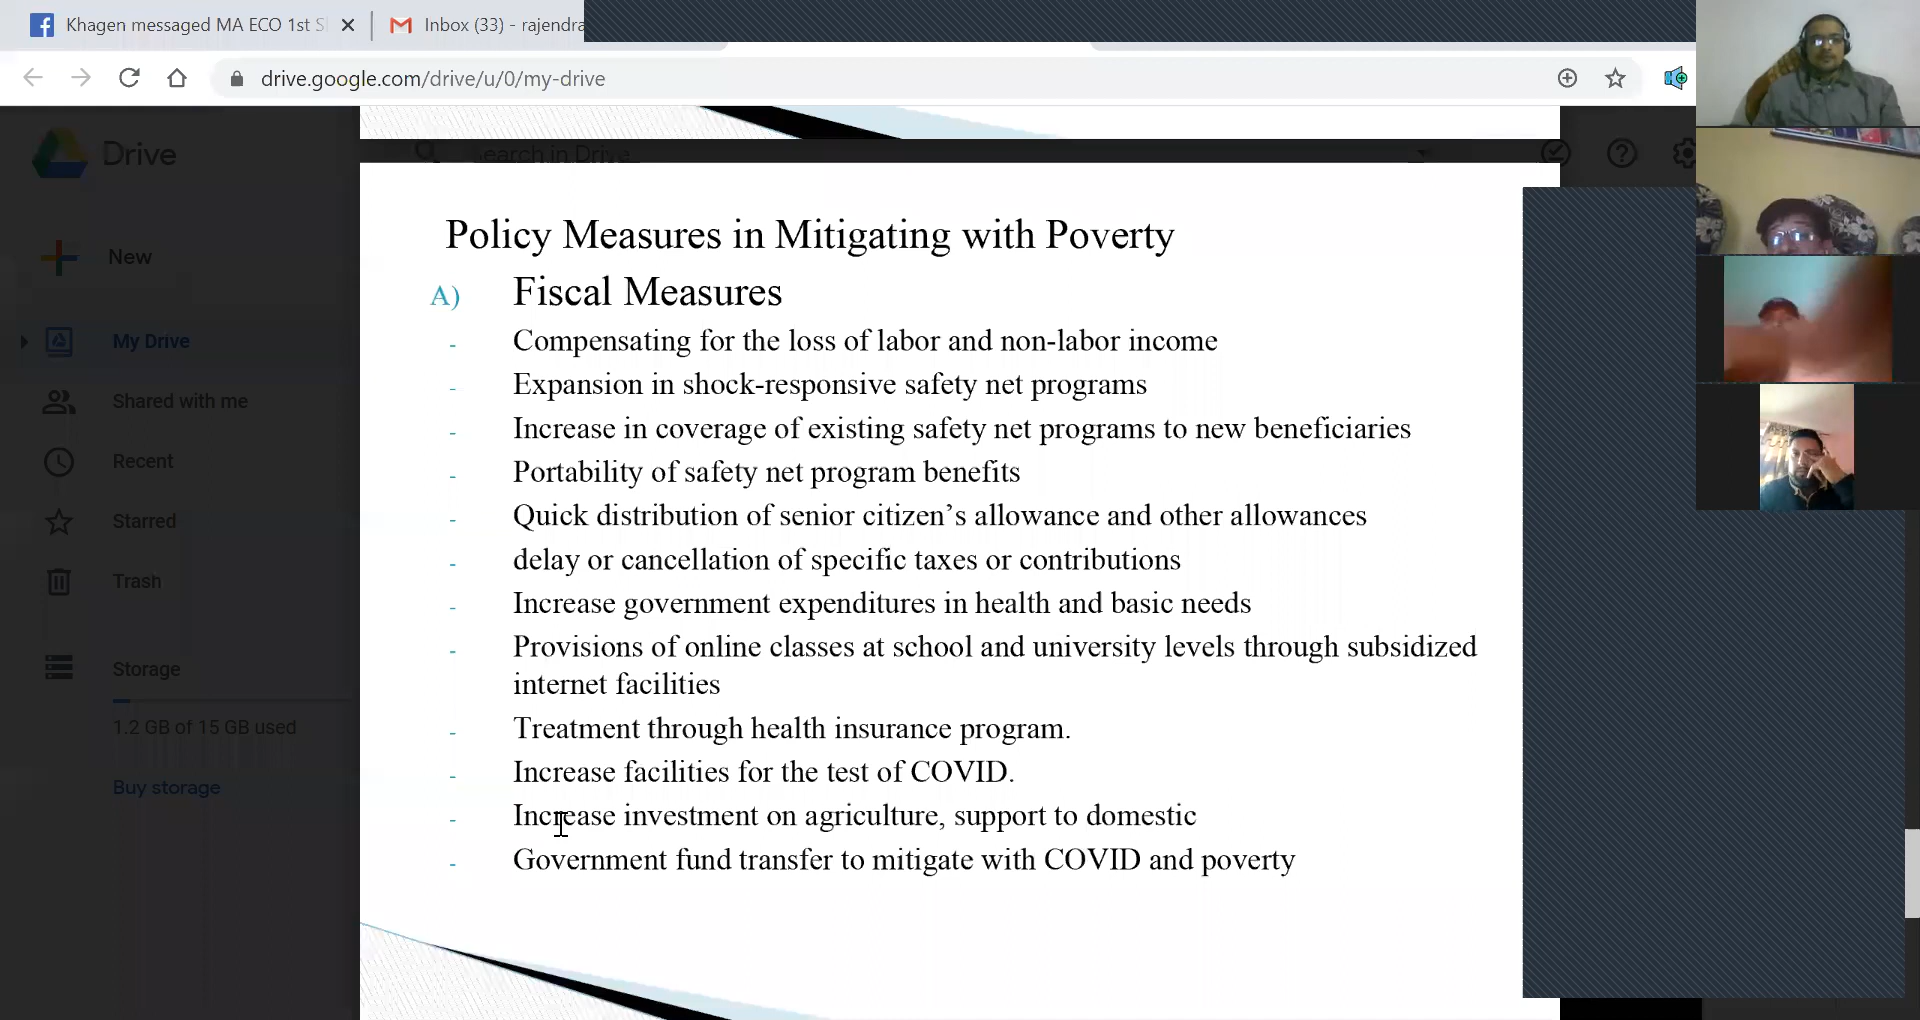 Khagen messaged MA ECO 1st S
Inbox (33) - rajendra
drive.google.com/drive/u/0/my-drive
Drive
Search in Drive
New
My Drive
Shared with me
Recent
Starred
Trash
Storage
1.2 GB of 15 GB used
Buy storage
Policy Measures in Mitigating with Poverty
A) Fiscal Measures
- Compensating for the loss of labor and non-labor income
- Expansion in shock-responsive safety net programs
- Increase in coverage of existing safety net programs to new beneficiaries
- Portability of safety net program benefits
- Quick distribution of senior citizen’s allowance and other allowances
- delay or cancellation of specific taxes or contributions
- Increase government expenditures in health and basic needs
- Provisions of online classes at school and university levels through subsidized
internet facilities
- Treatment through health insurance program.
- Increase facilities for the test of COVID.
- Increase investment on agriculture, support to domestic
- Government fund transfer to mitigate with COVID and poverty